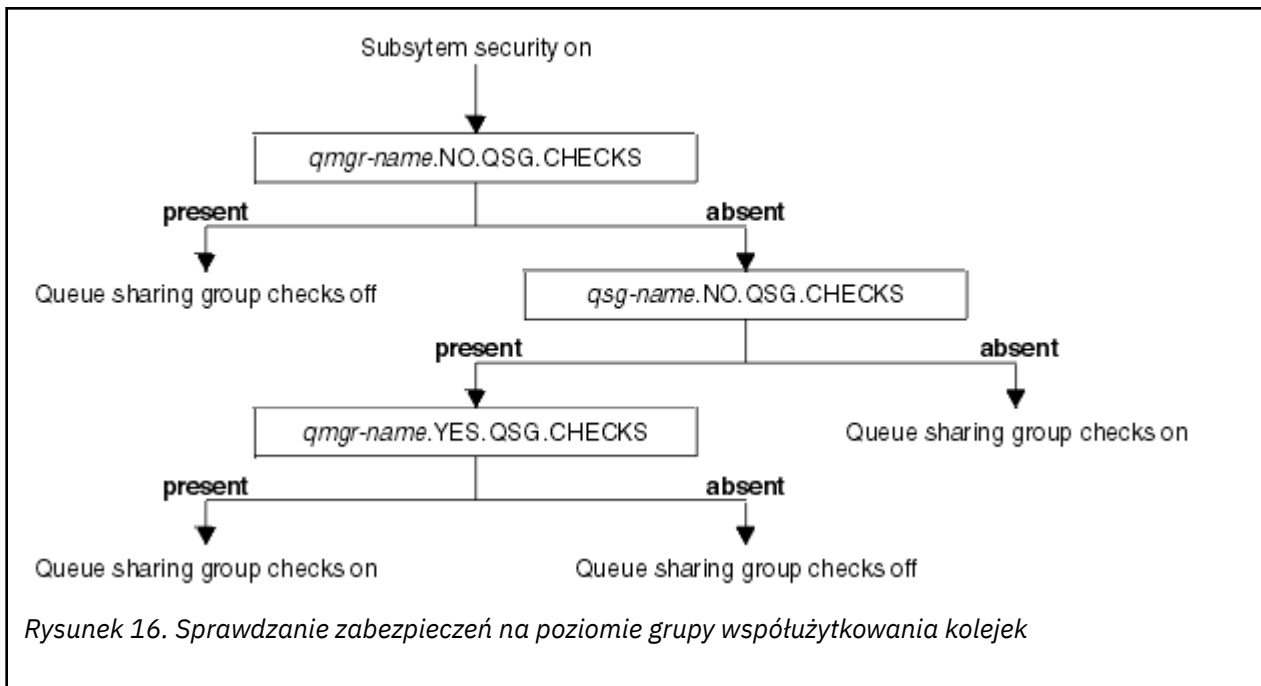 Subsytem security on
qmgr-name.NO.QSG.CHECKS
present absent
Queue sharing group checks off
qsg-name.NO.QSG.CHECKS
present absent
qmgr-name.YES.QSG.CHECKS
Queue sharing group checks on
present absent
Queue sharing group checks on
Queue sharing group checks off
Rysunek 16. Sprawdzanie zabezpieczeń na poziomie grupy współużytkowania kolejek